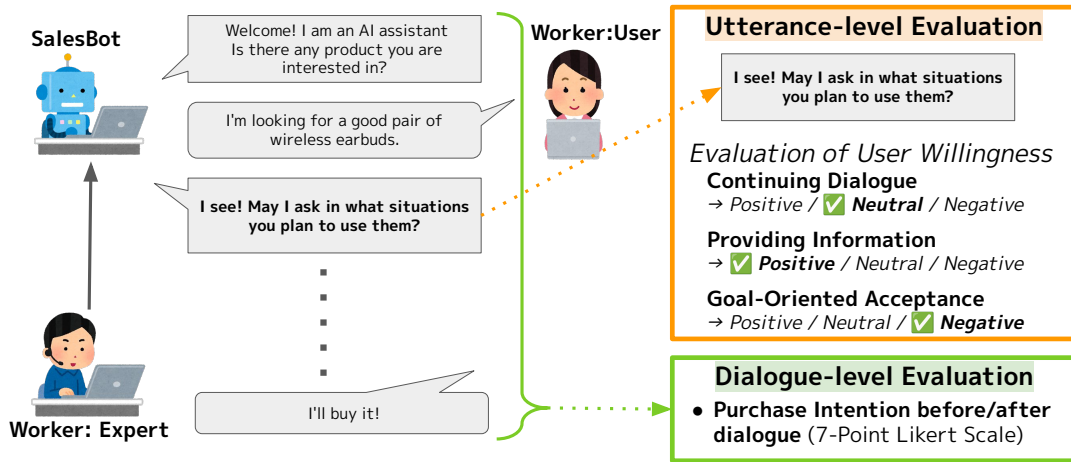 SalesBot
Welcome! I am an AI assistant
Is there any product you are
interested in?
I'm looking for a good pair of
wireless earbuds.
I see! May I ask in what situations
you plan to use them?
I'll buy it!
Worker: Expert
Worker:User
Utterance-level Evaluation
I see! May I ask in what situations
you plan to use them?
Evaluation of User Willingness
Continuing Dialogue
→ Positive / ✅ Neutral / Negative
Providing Information
→ ✅ Positive / Neutral / Negative
Goal-Oriented Acceptance
→ Positive / Neutral / ✅ Negative
Dialogue-level Evaluation
● Purchase Intention before/after
dialogue (7-Point Likert Scale)